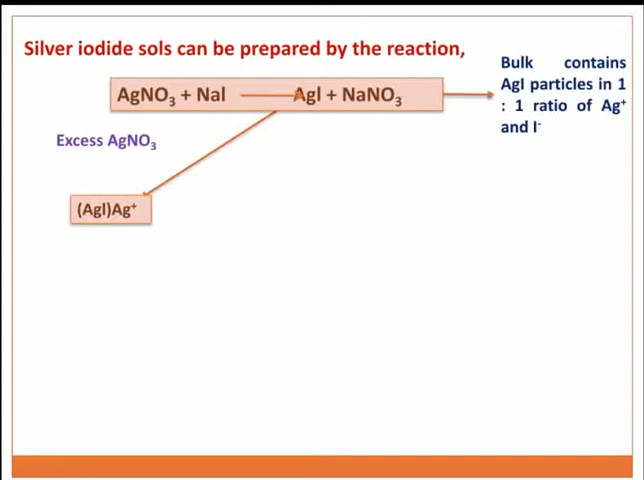 Silver iodide sols can be prepared by the reaction,
AgNO₃ + NaI → AgI + NaNO₃
Bulk contains
AgI particles in 1
: 1 ratio of Ag⁺
and I⁻
Excess AgNO₃
(AgI)Ag⁺